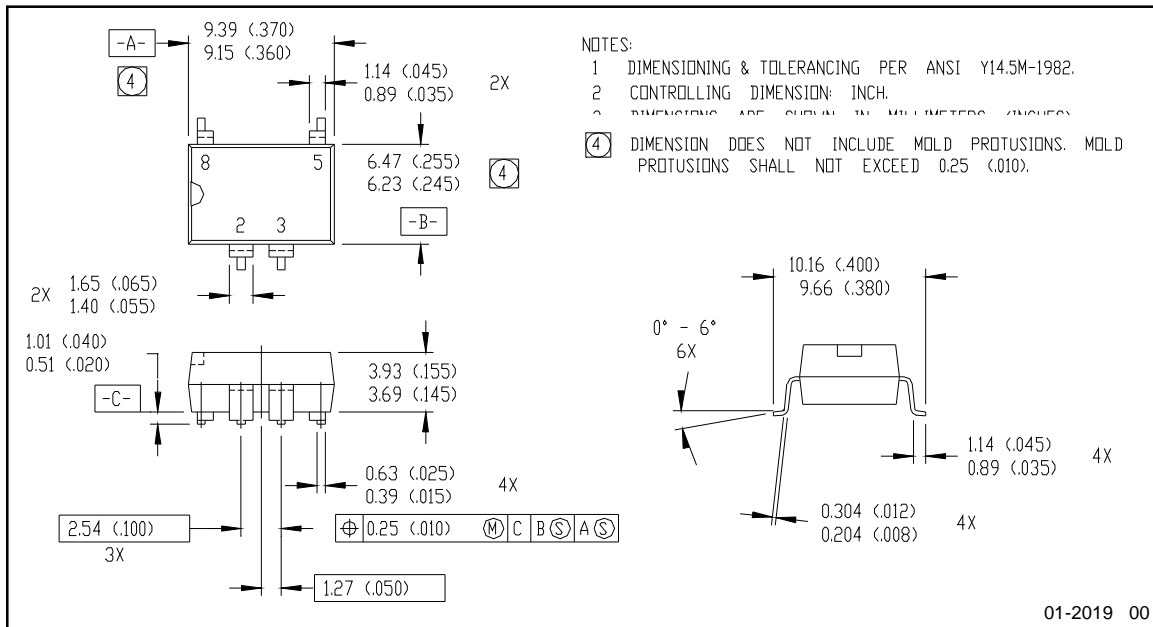 -A-
9.39 (.370)
9.15 (.360)
4
1.14 (.045)
0.89 (.035)
2X
8
5
2
3
6.47 (.255)
6.23 (.245)
4
-B-
2X
1.65 (.065)
1.40 (.055)
NOTES:
1 DIMENSIONING & TOLERANCING PER ANSI Y14.5M-1982.
2 CONTROLLING DIMENSION: INCH.
DIMENSIONS ARE SHOWN IN MILLIMETERS (INCHES)
4 DIMENSION DOES NOT INCLUDE MOLD PROTUSIONS. MOLD
PROTUSIONS SHALL NOT EXCEED 0.25 (.010).
1.01 (.040)
0.51 (.020)
-C-
3.93 (.155)
3.69 (.145)
0.63 (.025)
0.39 (.015)
4X
2.54 (.100)
3X
0.25 (.010) M C B S A S
1.27 (.050)
10.16 (.400)
9.66 (.380)
0° - 6°
6X
1.14 (.045)
0.89 (.035)
4X
0.304 (.012)
0.204 (.008)
4X
01-2019 00